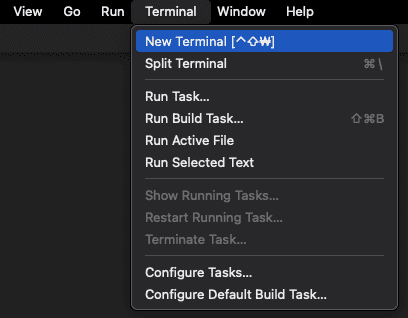 View Go Run Terminal Window Help
New Terminal [^⇧₩]
Split Terminal ⌘\
Run Task...
Run Build Task... ⇧⌘B
Run Active File
Run Selected Text
Show Running Tasks...
Restart Running Task...
Terminate Task...
Configure Tasks...
Configure Default Build Task...